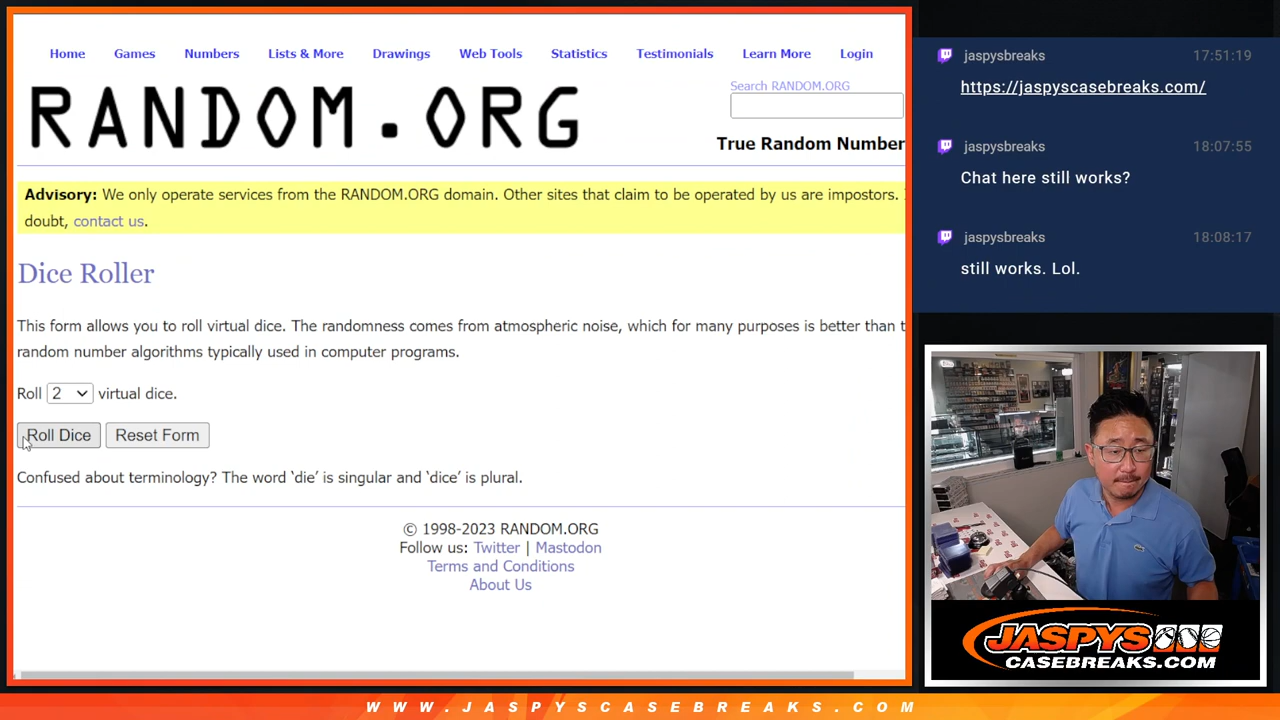 Home Games Numbers Lists & More Drawings Web Tools Statistics Testimonials Learn More Login
RANDOM.ORG
Search RANDOM.ORG
True Random Number
Advisory: We only operate services from the RANDOM.ORG domain. Other sites that claim to be operated by us are impostors.
doubt, contact us.
Dice Roller
This form allows you to roll virtual dice. The randomness comes from atmospheric noise, which for many purposes is better than
random number algorithms typically used in computer programs.
Roll 2 virtual dice.
Roll Dice Reset Form
Confused about terminology? The word ‘die’ is singular and ‘dice’ is plural.
© 1998-2023 RANDOM.ORG
Follow us: Twitter | Mastodon
Terms and Conditions
About Us
jaspysbreaks 17:51:19
https://jaspyscasebreaks.com/
jaspysbreaks 18:07:55
Chat here still works?
jaspysbreaks 18:08:17
still works. Lol.
JASPYS
CASEBREAKS.COM
WWW.JASPYSCASEBREAKS.COM